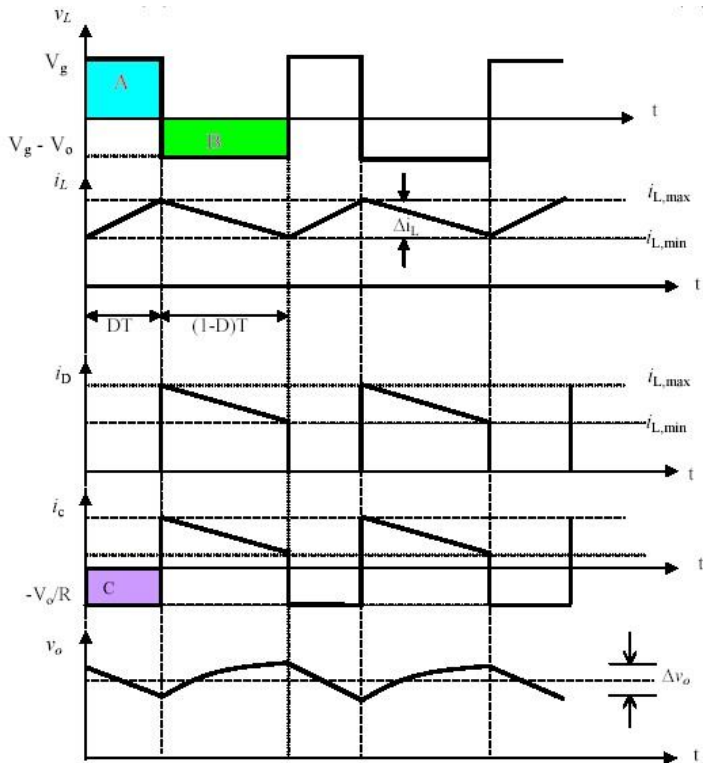 v_L
V_g
A
t
B
V_g - V_o
i_L
i_L,max
Δi_L
i_L,min
t
DT
(1-D)T
i_D
i_L,max
i_L,min
t
i_c
t
C
-V_o/R
v_o
Δv_o
t